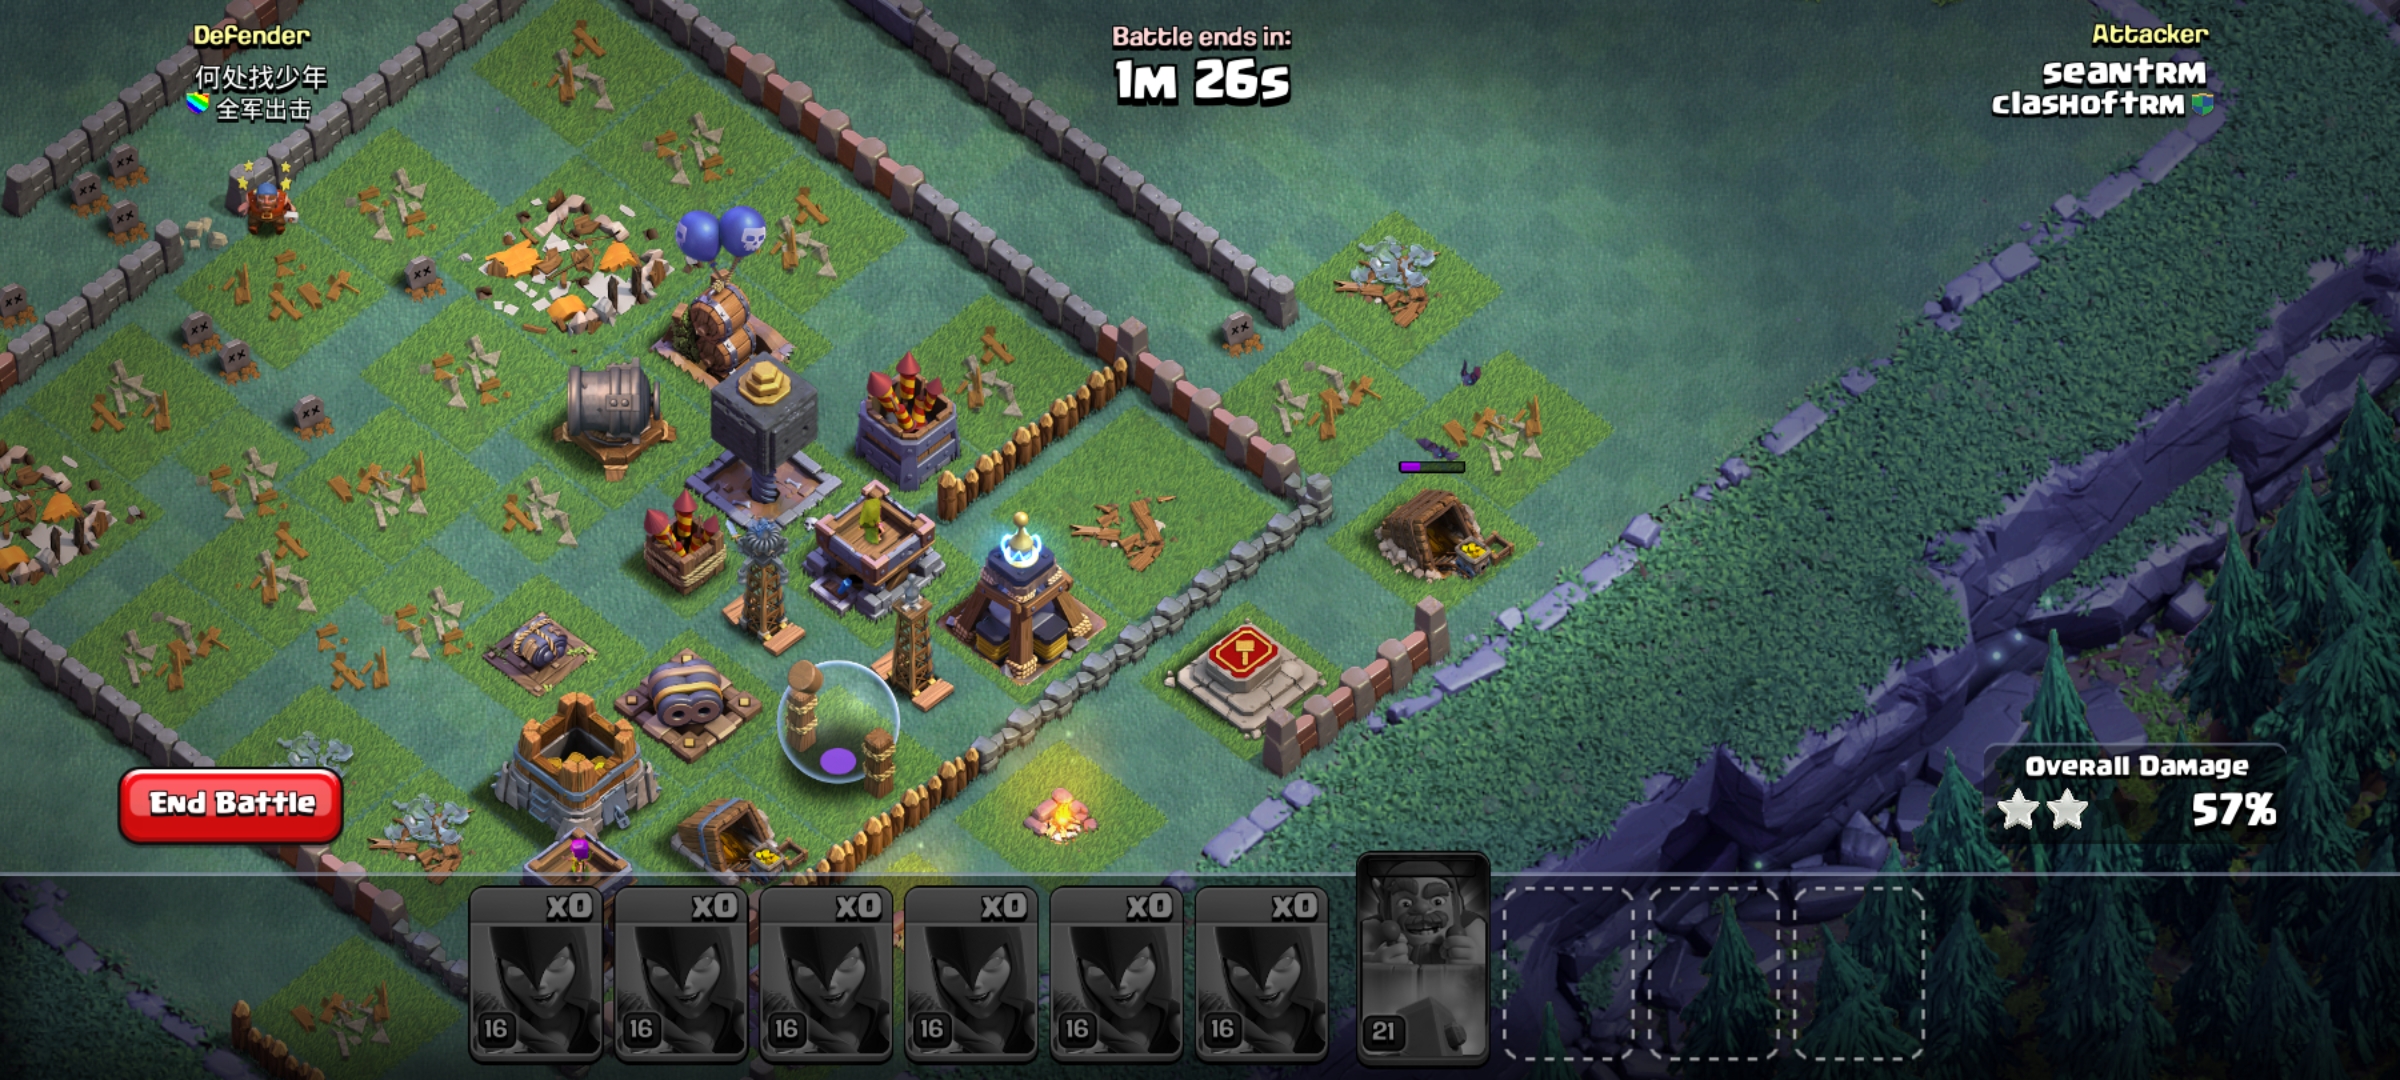 Defender
何处找少年
全军出击
Battle ends in:
1M 26s
Attacker
seantRM
clashoftRM
End Battle
Overall Damage
57%
x0
x0
x0
x0
x0
x0
16
16
16
16
16
16
21